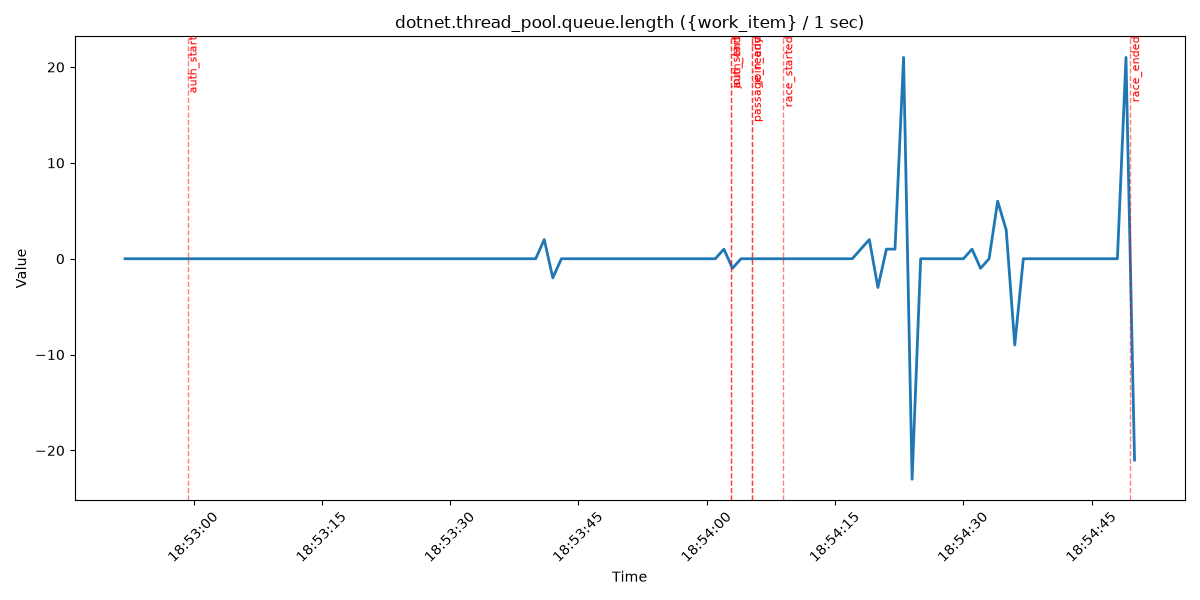 dotnet.thread_pool.queue.length ({work_item} / 1 sec)
Value
20
10
0
−10
−20
auth_start
race_started
race_ended
18:53:00
18:53:15
18:53:30
18:53:45
18:54:00
18:54:15
18:54:30
18:54:45
Time